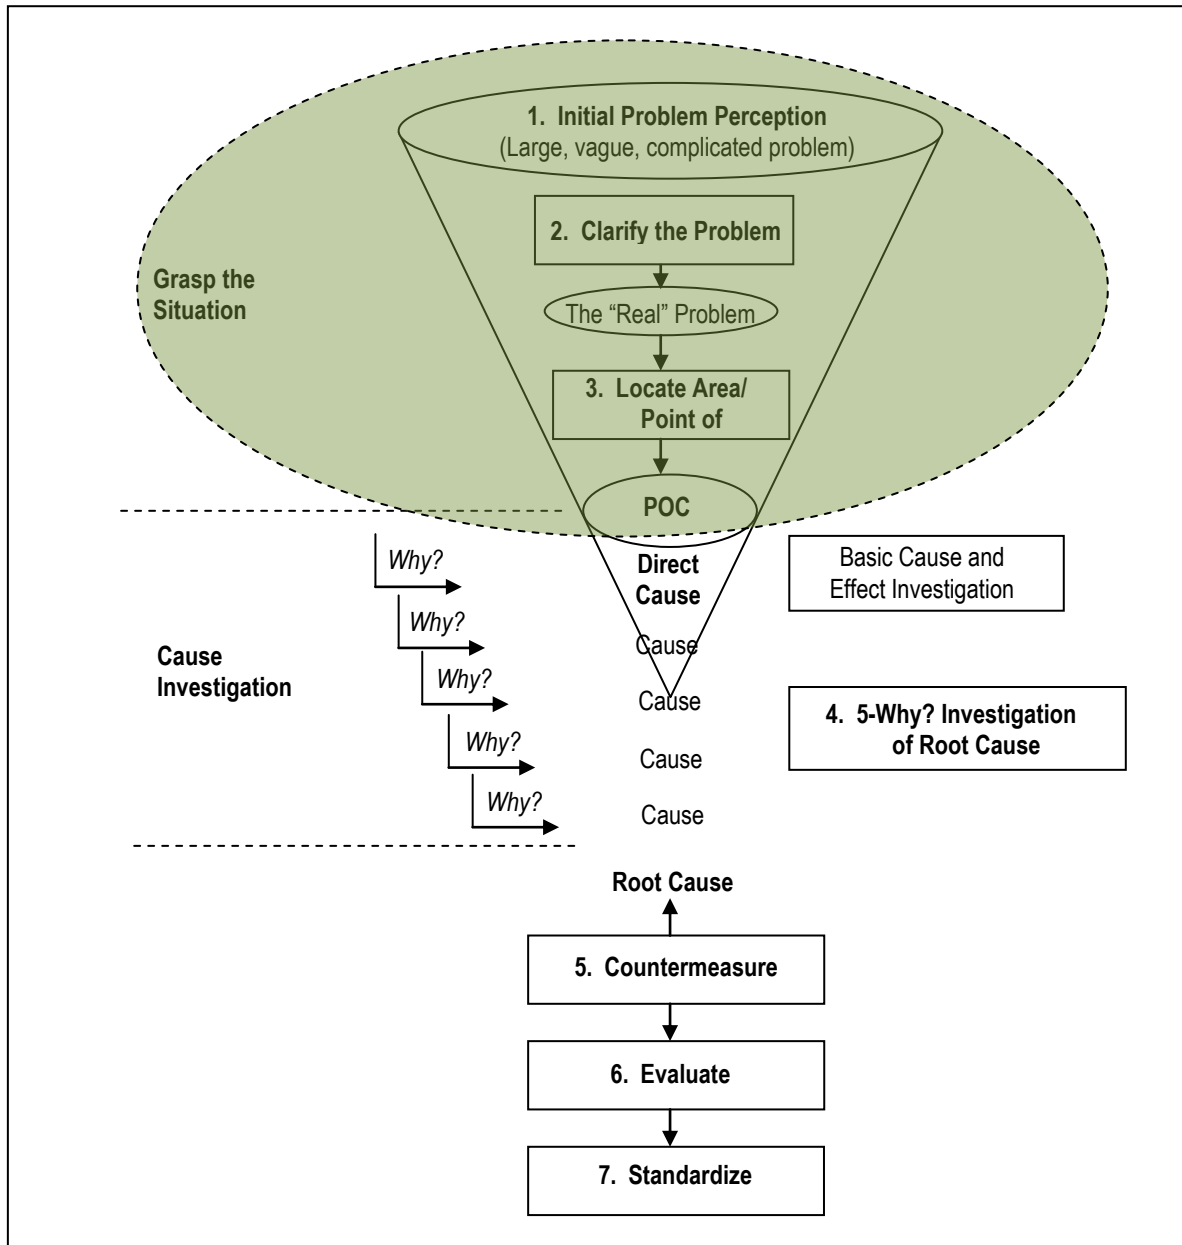 1. Initial Problem Perception
(Large, vague, complicated problem)
2. Clarify the Problem
Grasp the
Situation
The “Real” Problem
3. Locate Area/
Point of
POC
Why?
Direct
Cause
Basic Cause and
Effect Investigation
Why?
Cause
Cause
Investigation
Why?
Cause
4. 5-Why? Investigation
of Root Cause
Why?
Cause
Why?
Cause
Root Cause
5. Countermeasure
6. Evaluate
7. Standardize